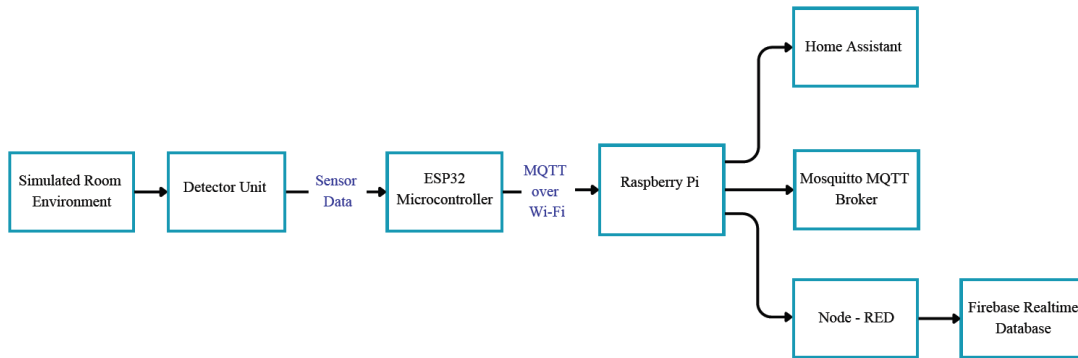 Home Assistant
Simulated Room
Environment
Detector Unit
Sensor
Data
ESP32
Microcontroller
MQTT
over
Wi-Fi
Raspberry Pi
Mosquitto MQTT
Broker
Node - RED
Firebase Realtime
Database